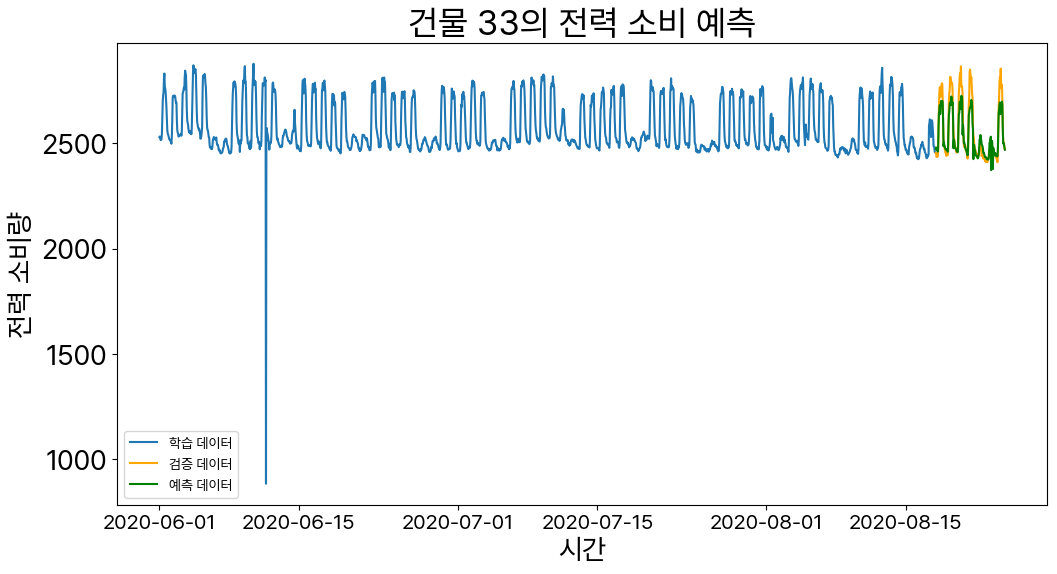 건물 33의 전력 소비 예측
전력 소비량
2500
2000
1500
1000
학습 데이터
검증 데이터
예측 데이터
2020-06-01
2020-06-15
2020-07-01
2020-07-15
2020-08-01
2020-08-15
시간